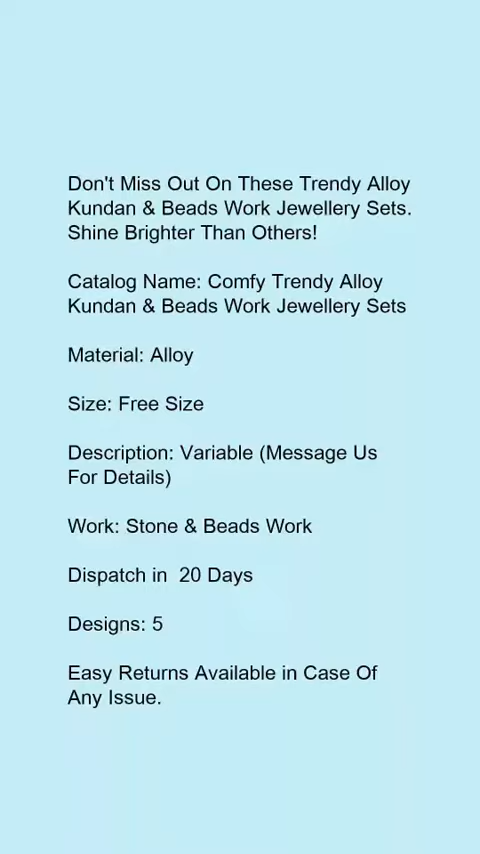 Don't Miss Out On These Trendy Alloy
Kundan & Beads Work Jewellery Sets.
Shine Brighter Than Others!
Catalog Name: Comfy Trendy Alloy
Kundan & Beads Work Jewellery Sets
Material: Alloy
Size: Free Size
Description: Variable (Message Us
For Details)
Work: Stone & Beads Work
Dispatch in  20 Days
Designs: 5
Easy Returns Available in Case Of
Any Issue.